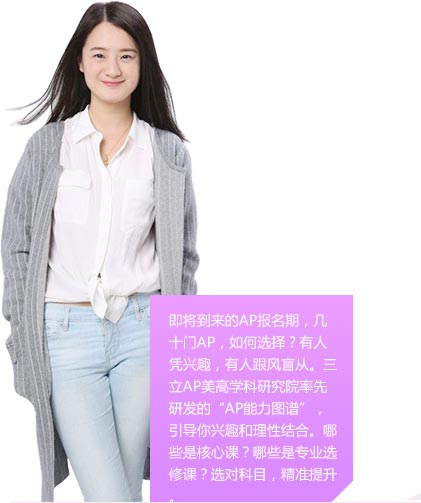 即将到来的AP报名期，几
十门AP，如何选择？有人
凭兴趣，有人跟风盲从。三
立AP美高学科研究院率先
研发的“AP能力图谱”，
引导你兴趣和理性结合。哪
些是核心课？哪些是专业选
修课？选对科目，精准提升
。